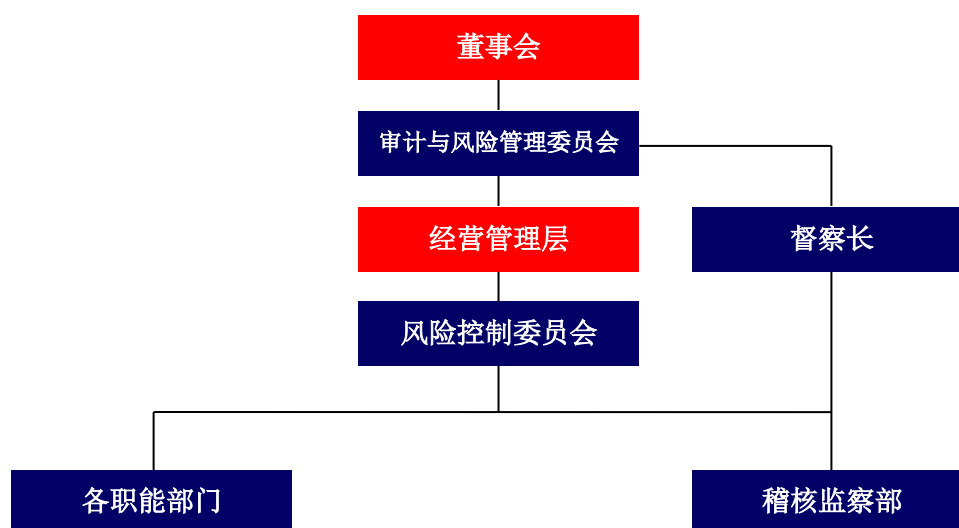 董事会
审计与风险管理委员会
经营管理层
督察长
风险控制委员会
各职能部门
稽核监察部